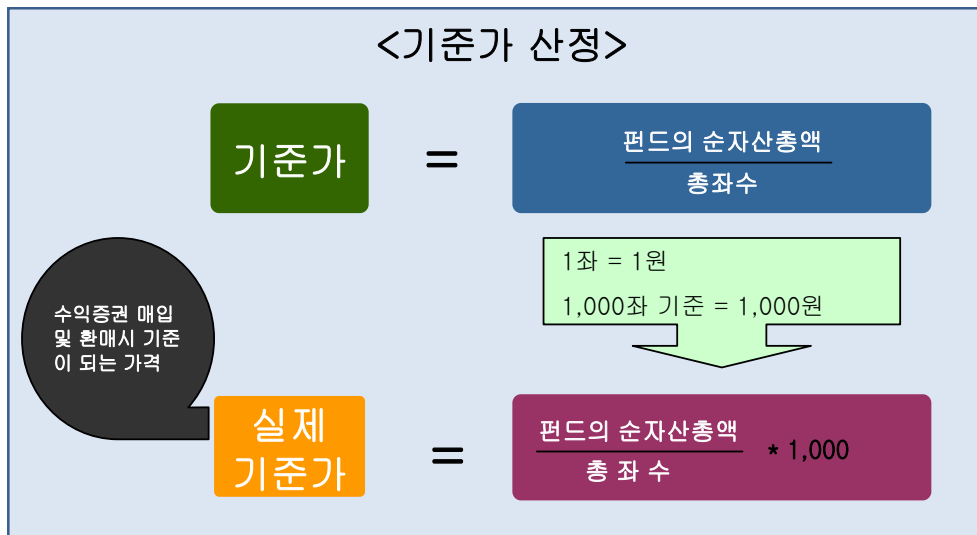 <기준가 산정>
기준가
=
펀드의 순자산총액
총좌수
1좌 = 1원
1,000좌 기준 = 1,000원
수익증권 매입
및 환매시 기준
이 되는 가격
실제
기준가
=
펀드의 순자산총액
총 좌 수
* 1,000